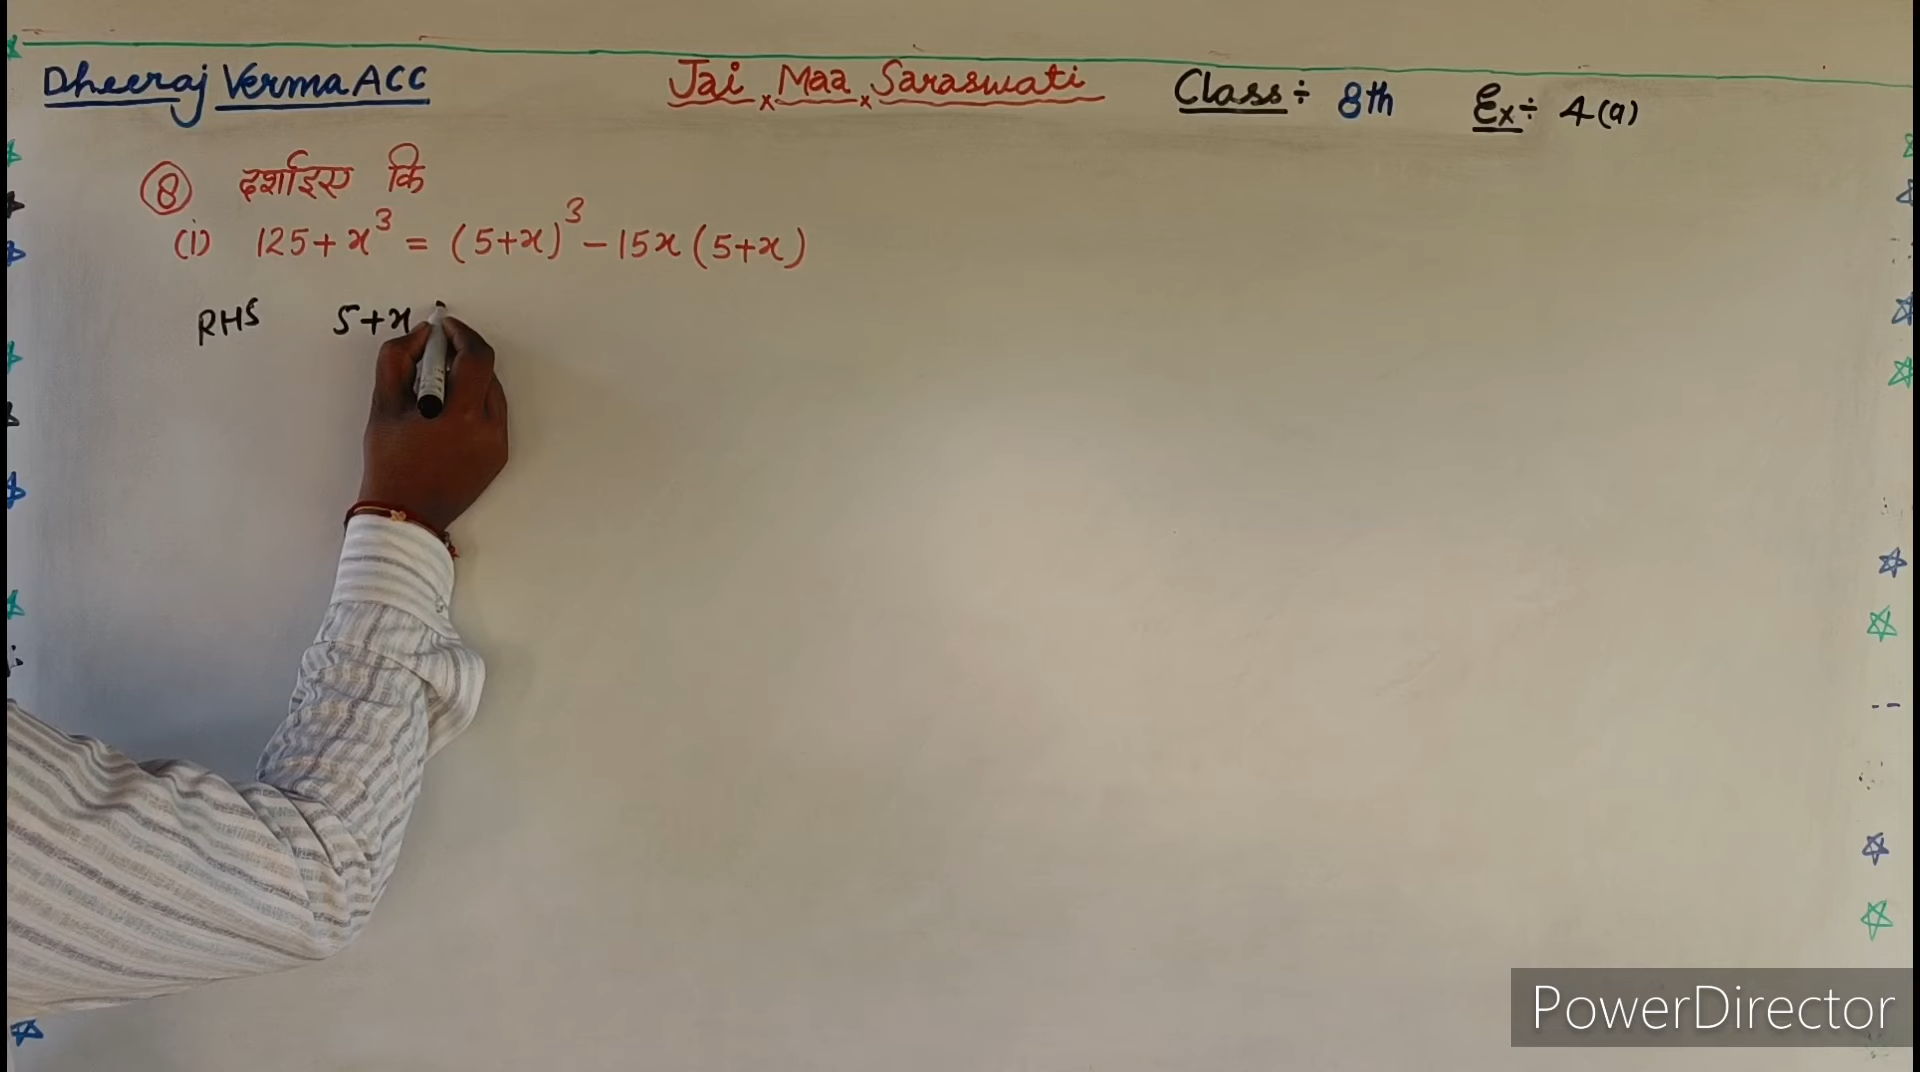 Dheeraj Verma ACC Jai x Maa x Saraswati Class ÷ 8th Ex ÷ 4(a)
⑧ दर्शाइए कि
(i) 125 + x³ = (5+x)³ - 15x (5+x)
RHS 5+x
PowerDirector